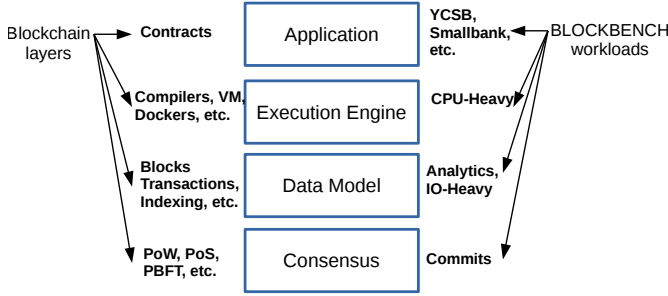 Blockchain
layers
Contracts
Application
YCSB,
Smallbank,
etc.
BLOCKBENCH
workloads
Compilers, VM,
Dockers, etc.
Execution Engine
CPU-Heavy
Blocks
Transactions,
Indexing, etc.
Data Model
Analytics,
IO-Heavy
PoW, PoS,
PBFT, etc.
Consensus
Commits